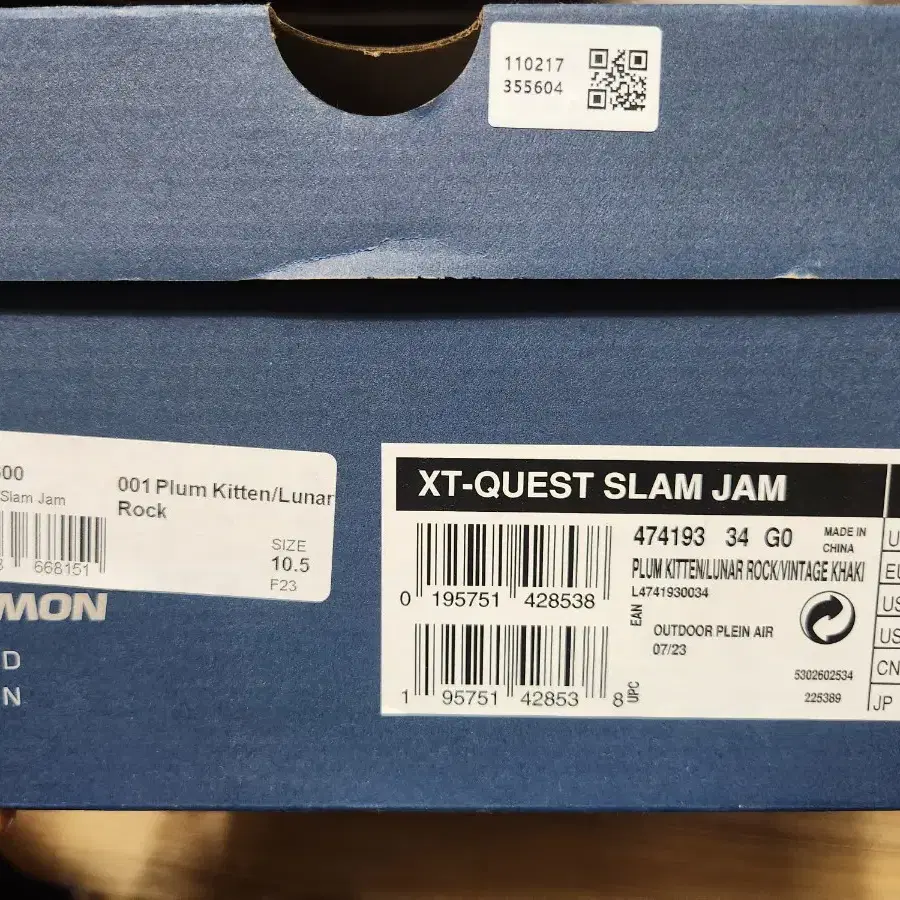 110217
355604
600
Slam Jam
001 Plum Kitten/Lunar
Rock
668151
SIZE
10.5
F23
MON
D
N
XT-QUEST SLAM JAM
474193 34 G0
MADE IN
CHINA
PLUM KITTEN/LUNAR ROCK/VINTAGE KHAKI
L4741930034
0 195751 428538
EAN
OUTDOOR PLEIN AIR
07/23
1 95751 42853 8
UPC
5302602534
225389
EU
US
US
CN
JP